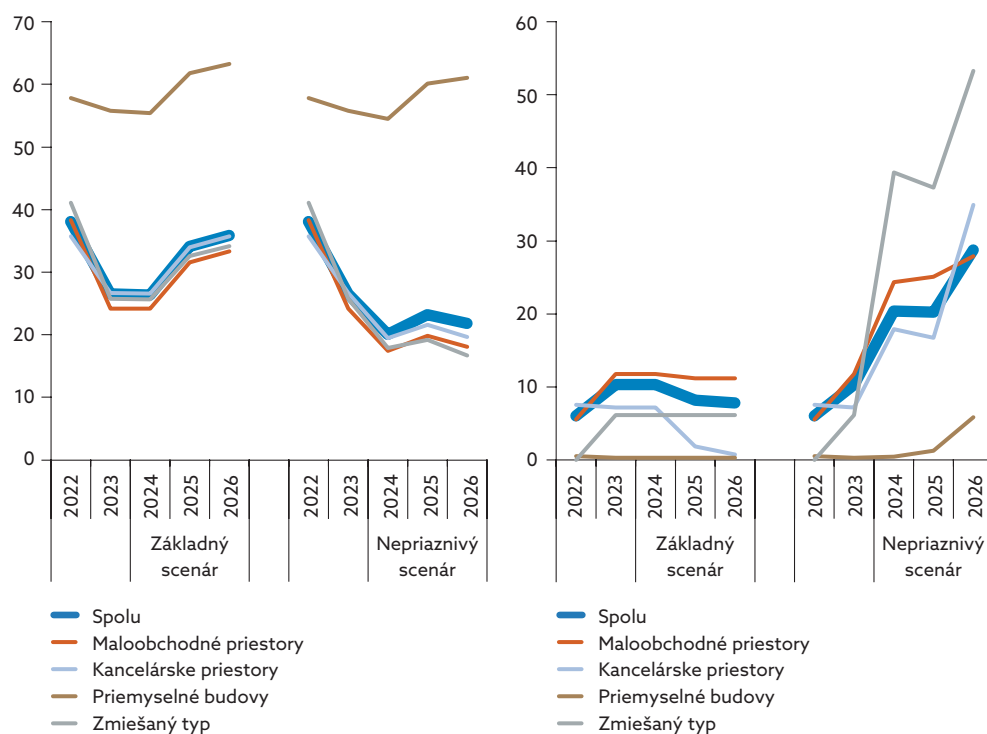 70
60
50
40
30
20
10
0
2022 2023 2024 2025 2026 2022 2023 2024 2025 2026
Základný scenár Nepriaznivý scenár
Spolu
Maloobchodné priestory
Kancelárske priestory
Priemyselné budovy
Zmiešaný typ
60
50
40
30
20
10
0
2022 2023 2024 2025 2026 2022 2023 2024 2025 2026
Základný scenár Nepriaznivý scenár
Spolu
Maloobchodné priestory
Kancelárske priestory
Priemyselné budovy
Zmiešaný typ